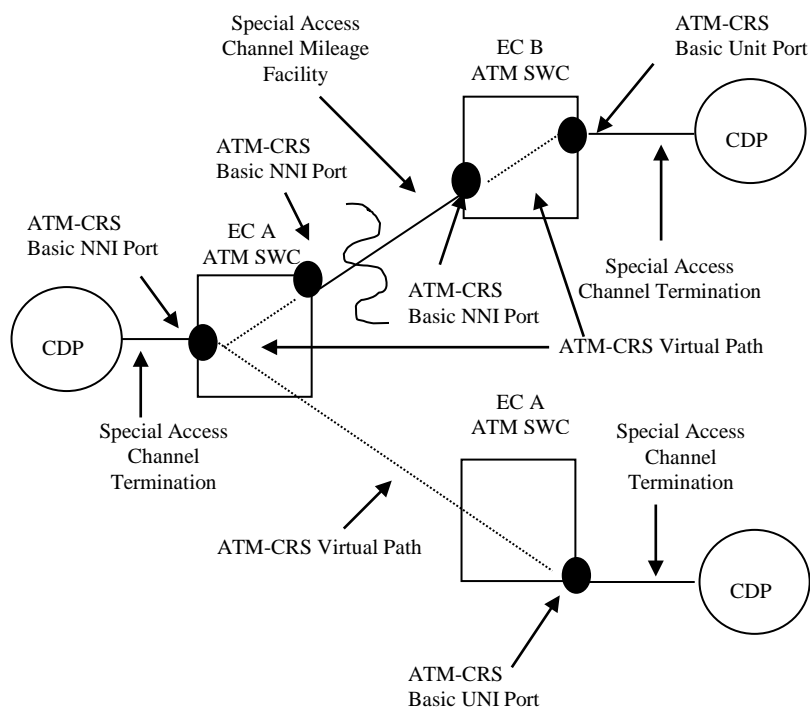 Special Access
Channel Mileage
Facility
EC B
ATM SWC
ATM-CRS
Basic Unit Port
CDP
ATM-CRS
Basic NNI Port
ATM-CRS
Basic NNI Port
EC A
ATM SWC
ATM-CRS
Basic NNI Port
Special Access
Channel Termination
CDP
ATM-CRS Virtual Path
Special Access
Channel
Termination
EC A
ATM SWC
Special Access
Channel
Termination
ATM-CRS Virtual Path
CDP
ATM-CRS
Basic UNI Port